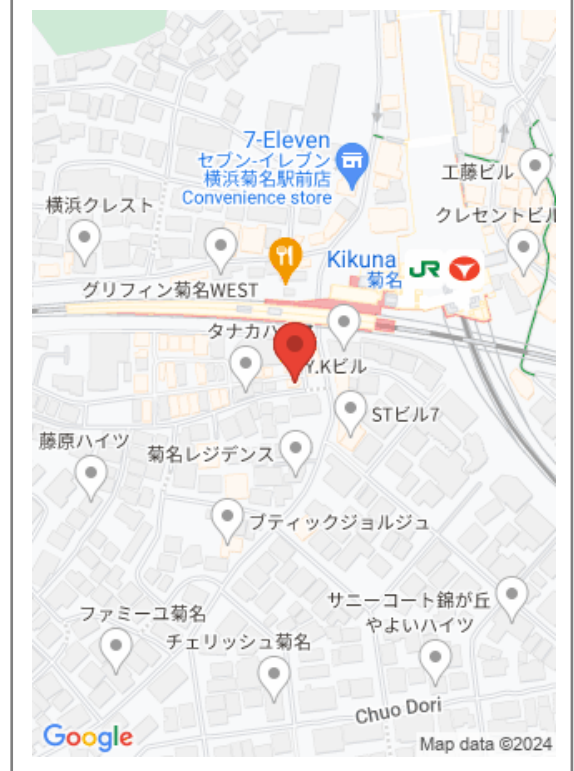 7-Eleven
セブン-イレブン
横浜菊名駅前店
Convenience store
工藤ビル
横浜クレスト
クレセントビル
Kikuna
菊名
JR
グリフィン菊名WEST
タナカハ
Y.Kビル
STビル7
藤原ハイツ
菊名レジデンス
ブティックジョルジュ
サニーコート錦が丘
やよいハイツ
ファミーユ菊名
チェリッシュ菊名
Chuo Dori
Google
Map data ©2024